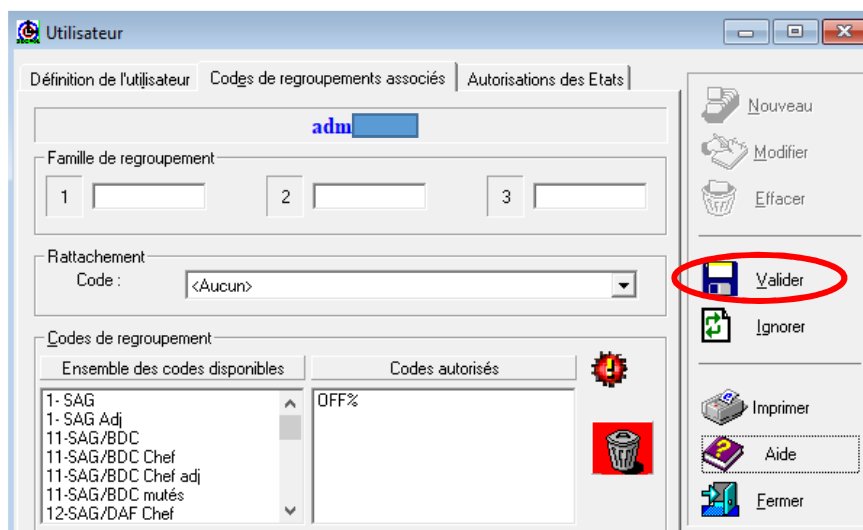 Utilisateur
Définition de l'utilisateur
Codes de regroupements associés
Autorisations des Etats
adm
Famille de regroupement
1
2
3
Rattachement
Code :
<Aucun>
Codes de regroupement
Ensemble des codes disponibles
Codes autorisés
1- SAG
1- SAG Adj
11-SAG/BDC
11-SAG/BDC Chef
11-SAG/BDC Chef adj
11-SAG/BDC mutés
12-SAG/DAF Chef
OFF%
Nouveau
Modifier
Effacer
Valider
Ignorer
Imprimer
Aide
Fermer